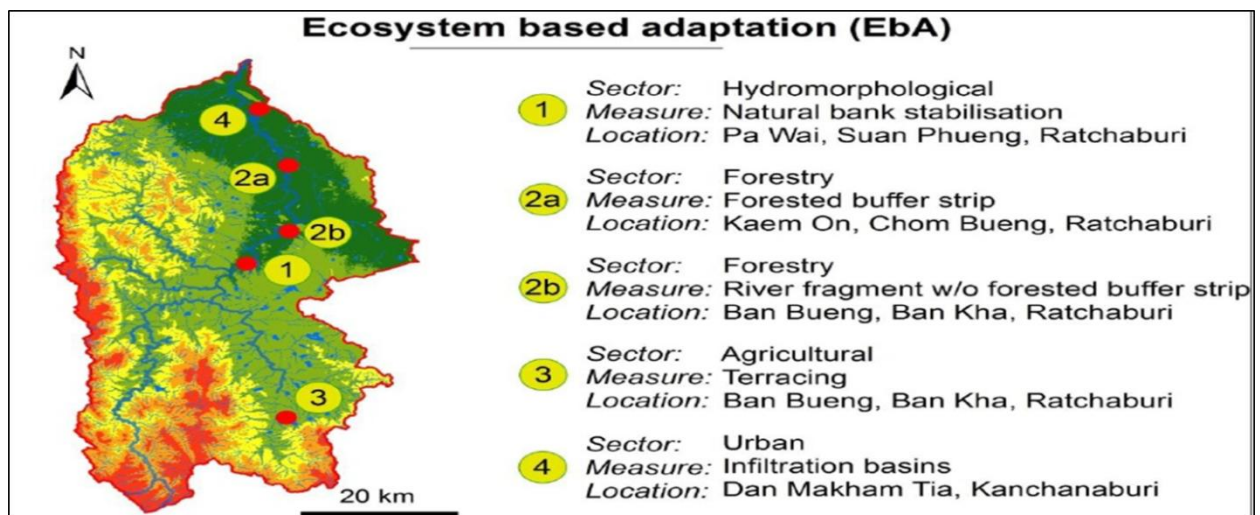 Ecosystem based adaptation (EbA)
N
4
2a
2b
1
3
20 km
1
Sector: Hydromorphological
Measure: Natural bank stabilisation
Location: Pa Wai, Suan Phueng, Ratchaburi
2a
Sector: Forestry
Measure: Forested buffer strip
Location: Kaem On, Chom Bueng, Ratchaburi
2b
Sector: Forestry
Measure: River fragment w/o forested buffer strip
Location: Ban Bueng, Ban Kha, Ratchaburi
3
Sector: Agricultural
Measure: Terracing
Location: Ban Bueng, Ban Kha, Ratchaburi
4
Sector: Urban
Measure: Infiltration basins
Location: Dan Makham Tia, Kanchanaburi